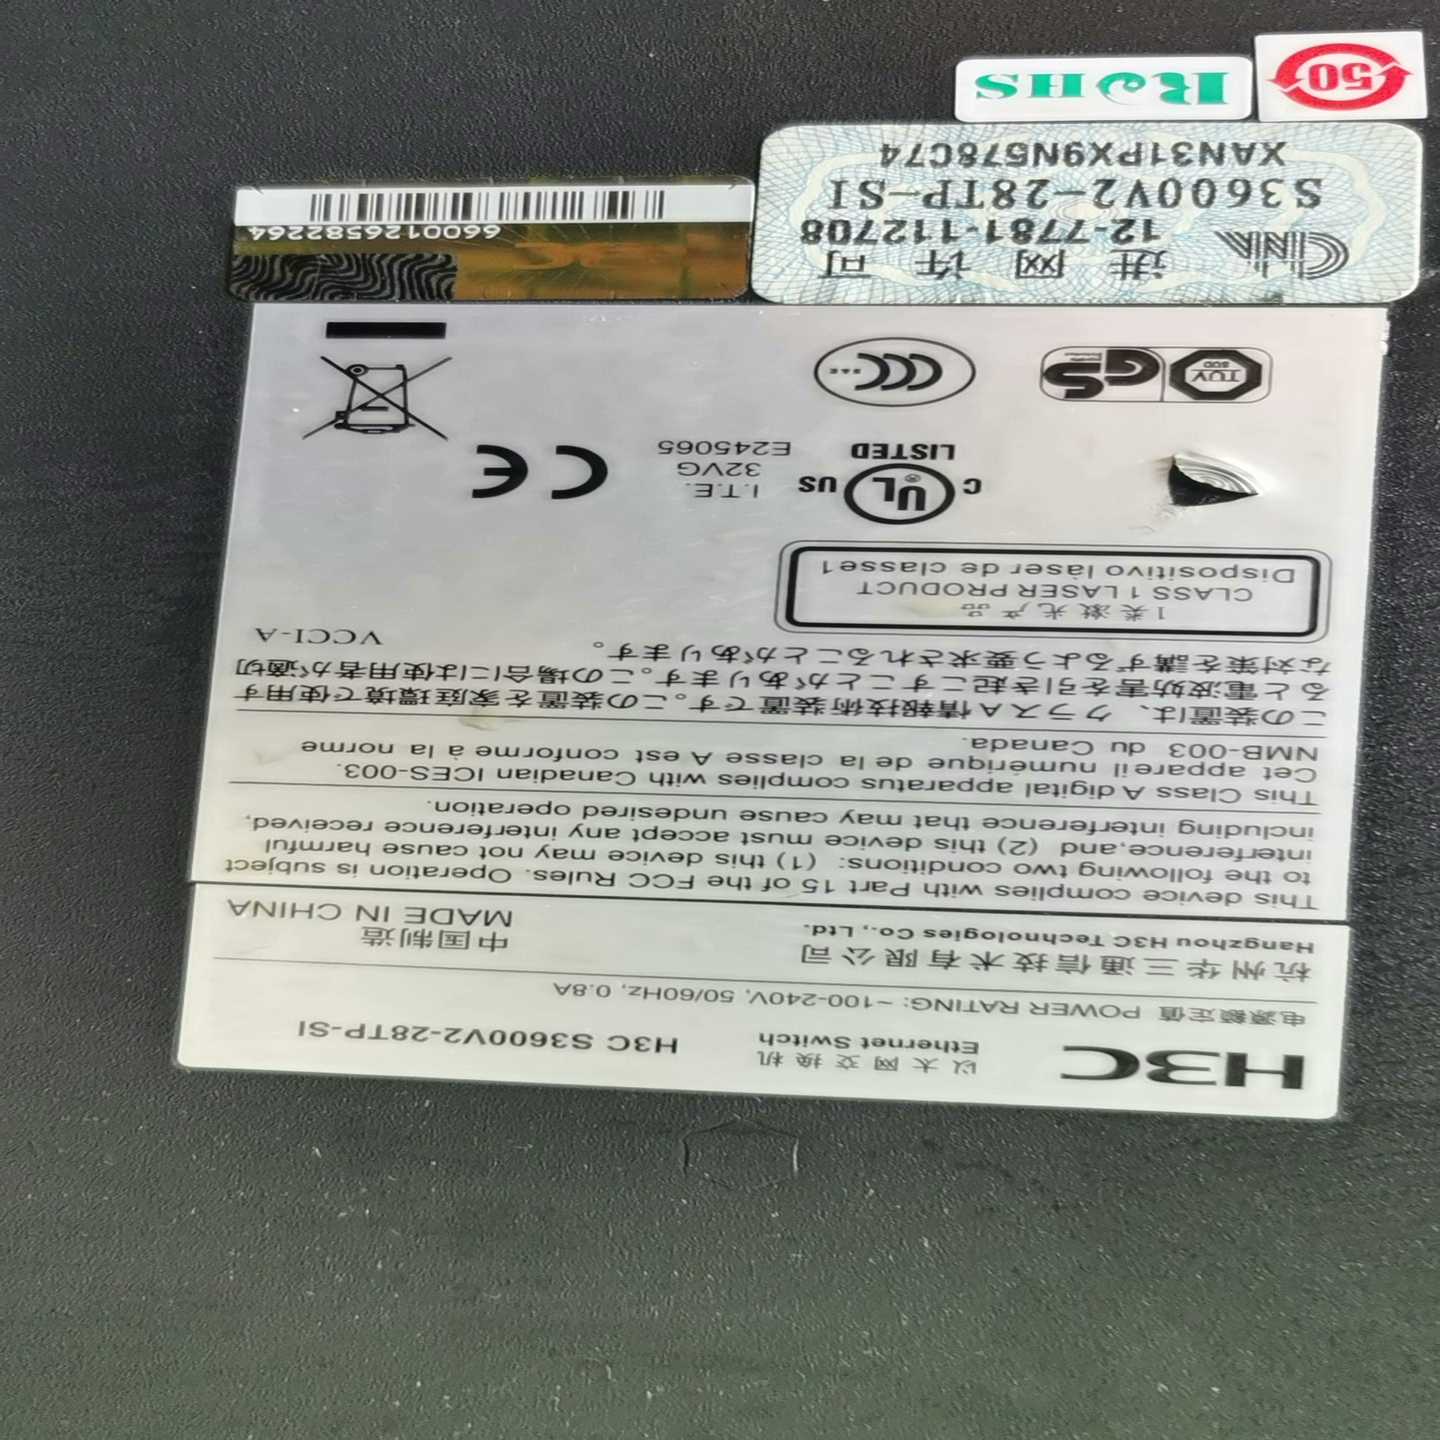 H3C
以太网交换机
Ethernet Switch
H3C S3600V2-28TP-SI
电源额定值 POWER RATING: ~100-240V, 50/60Hz, 0.8A
杭州华三通信技术有限公司
Hangzhou H3C Technologies Co., Ltd.
中国制造
MADE IN CHINA
This device complies with Part 15 of the FCC Rules. Operation is subject
to the following two conditions: (1) this device may not cause harmful
interference,and (2) this device must accept any interference received,
including interference that may cause undesired operation.
This Class A digital apparatus complies with Canadian ICES-003.
Cet appareil numérique de la classe A est conforme à la norme
NMB-003 du Canada.
この装置は、クラスA情報技術装置です。この装置を家庭環境で使用す
ると電波妨害を引き起こすことがあります。この場合には使用者が適切
な対策を講ずるよう要求されることがあります。
VCCI-A
1类激光产品
CLASS 1 LASER PRODUCT
Dispositivo láser de classe1
C UL US
LISTED
I.T.E.
32VG
E245065
CE
TUV
SUD
GS
CCC
S&E
6600126582264
进网许可
12-7781-112708
S3600V2-28TP-SI
XAN31PX9N578C74
RoHS
50